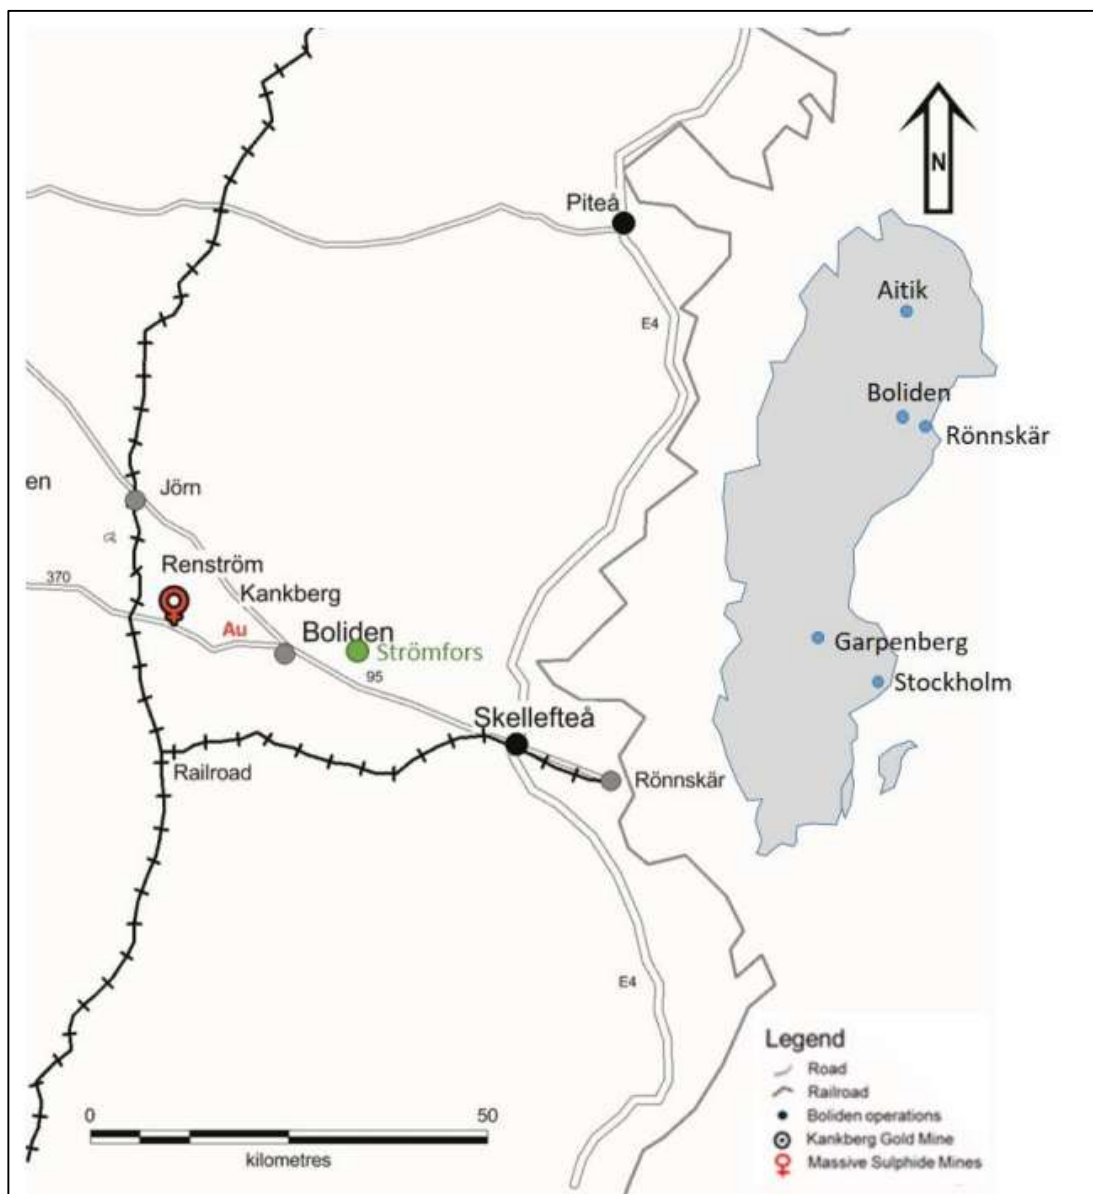 N
Piteå
E4
Aitik
Boliden
Rönnskär
Jörn
en
Renström
370
Kankberg
Au
Boliden
Strömfors
95
Garpenberg
Stockholm
Skellefteå
Railroad
Rönnskär
E4
Legend
Road
Railroad
Boliden operations
Kankberg Gold Mine
Massive Sulphide Mines
0 50
kilometres